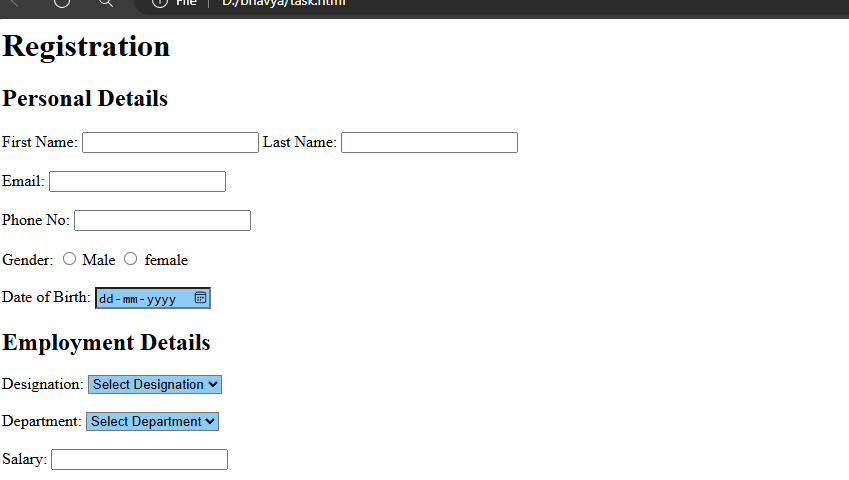 File | D:/bhavya/task.html
Registration
Personal Details
First Name: Last Name:
Email:
Phone No:
Gender: Male female
Date of Birth: dd-mm-yyyy
Employment Details
Designation: Select Designation
Department: Select Department
Salary: